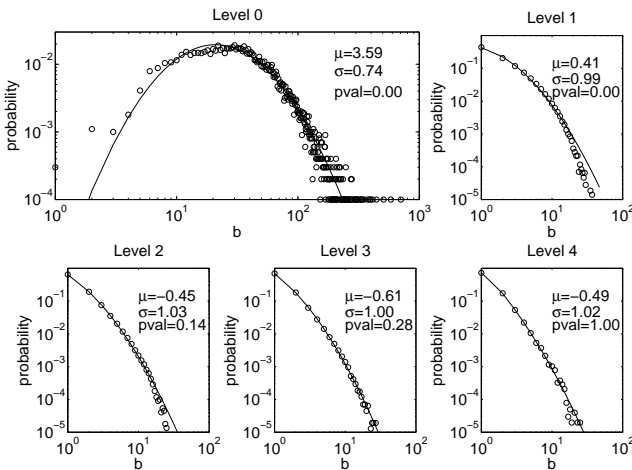 Level 0
probability
10^−2
10^−3
10^−4
10^0
10^1
10^2
10^3
b
μ=3.59
σ=0.74
pval=0.00
Level 1
probability
10^−1
10^−2
10^−3
10^−4
10^−5
10^0
10^1
10^2
b
μ=0.41
σ=0.99
pval=0.00
Level 2
probability
10^−1
10^−2
10^−3
10^−4
10^−5
10^0
10^1
10^2
b
μ=−0.45
σ=1.03
pval=0.14
Level 3
probability
10^−1
10^−2
10^−3
10^−4
10^−5
10^0
10^1
10^2
b
μ=−0.61
σ=1.00
pval=0.28
Level 4
probability
10^−1
10^−2
10^−3
10^−4
10^−5
10^0
10^1
10^2
b
μ=−0.49
σ=1.02
pval=1.00